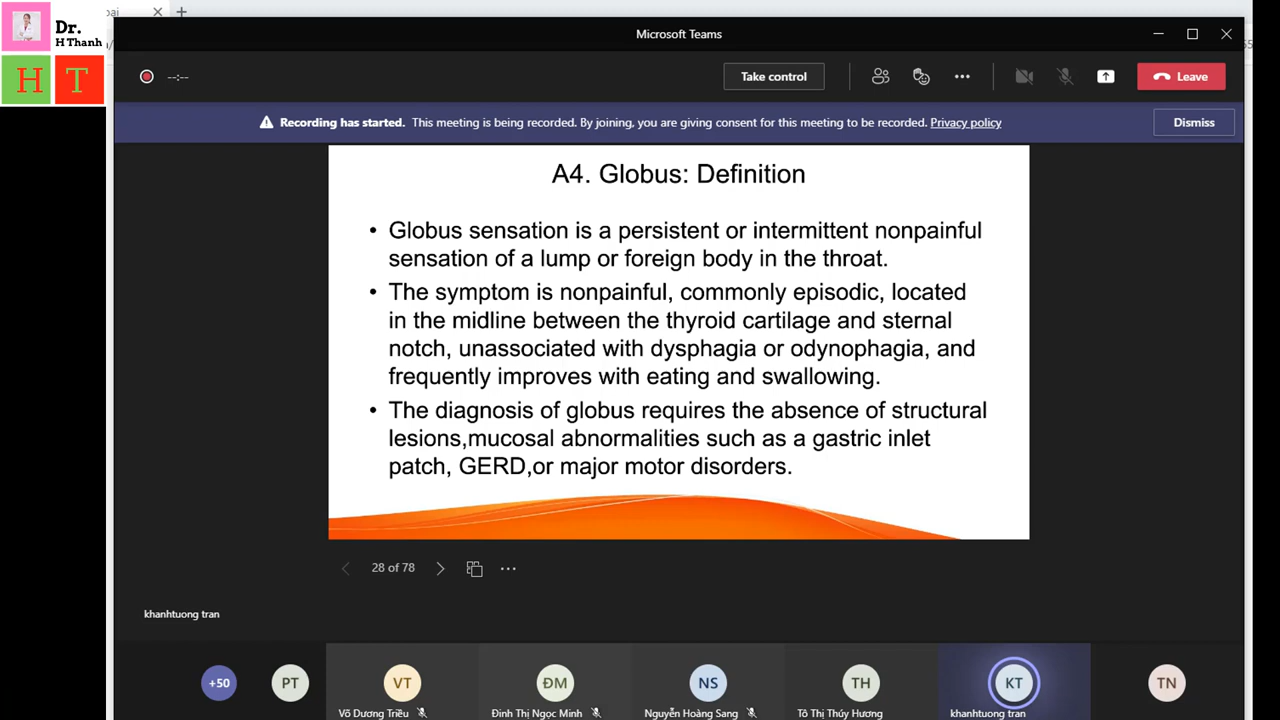 Dr.
H Thanh
H T
Microsoft Teams
--:--
Take control
Leave
Recording has started. This meeting is being recorded. By joining, you are giving consent for this meeting to be recorded. Privacy policy
Dismiss
A4. Globus: Definition
• Globus sensation is a persistent or intermittent nonpainful
sensation of a lump or foreign body in the throat.
• The symptom is nonpainful, commonly episodic, located
in the midline between the thyroid cartilage and sternal
notch, unassociated with dysphagia or odynophagia, and
frequently improves with eating and swallowing.
• The diagnosis of globus requires the absence of structural
lesions,mucosal abnormalities such as a gastric inlet
patch, GERD,or major motor disorders.
28 of 78
khanhtuong tran
+50 PT VT ĐM NS TH KT TN
Võ Dương Triều Đinh Thị Ngọc Minh Nguyễn Hoàng Sang Tô Thị Thúy Hương khanhtuong tran